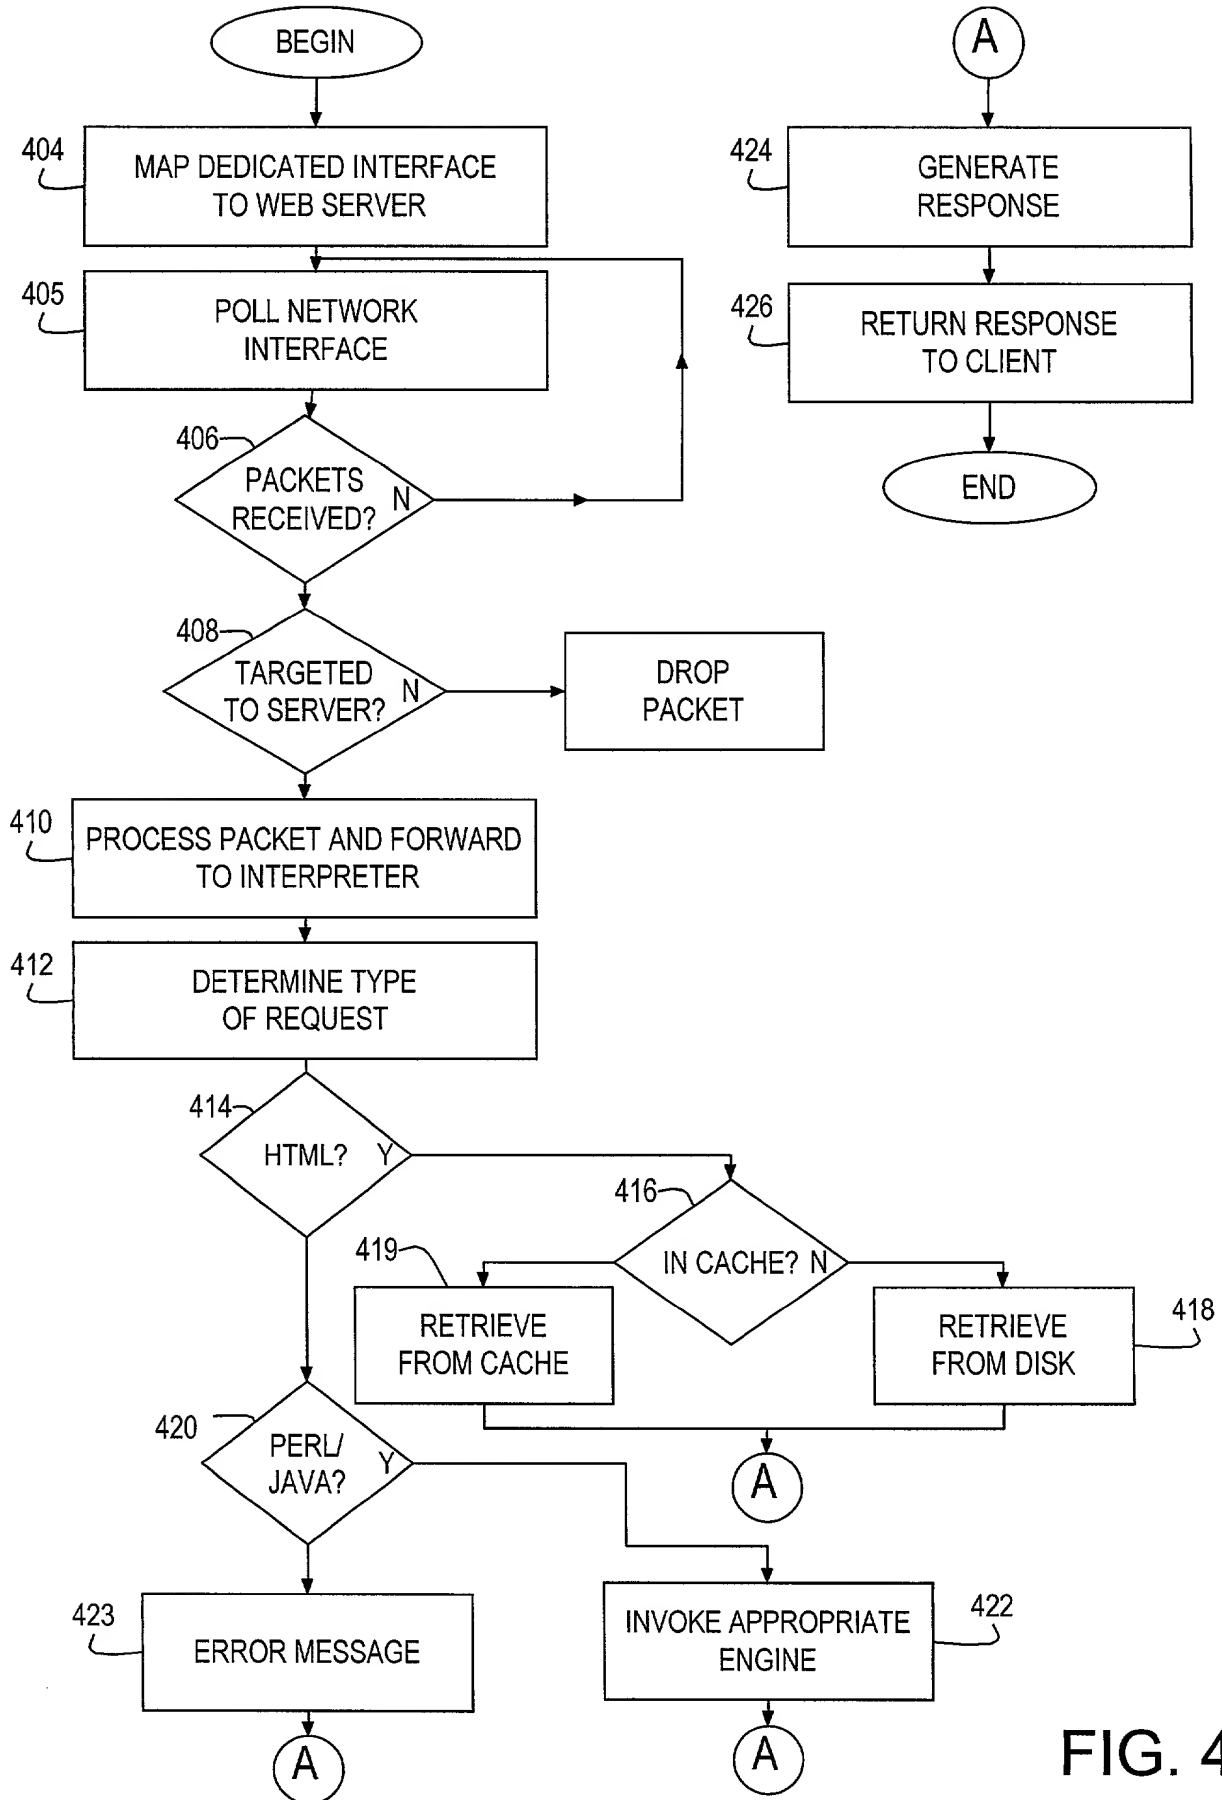 BEGIN
404
MAP DEDICATED INTERFACE
TO WEB SERVER
405
POLL NETWORK
INTERFACE
406
PACKETS
RECEIVED?
N
408
TARGETED
TO SERVER?
N
DROP
PACKET
410
PROCESS PACKET AND FORWARD
TO INTERPRETER
412
DETERMINE TYPE
OF REQUEST
414
HTML?
Y
416
IN CACHE?
N
419
RETRIEVE
FROM CACHE
418
RETRIEVE
FROM DISK
A
420
PERL/
JAVA?
Y
423
ERROR MESSAGE
A
422
INVOKE APPROPRIATE
ENGINE
A
A
424
GENERATE
RESPONSE
426
RETURN RESPONSE
TO CLIENT
END
FIG. 4